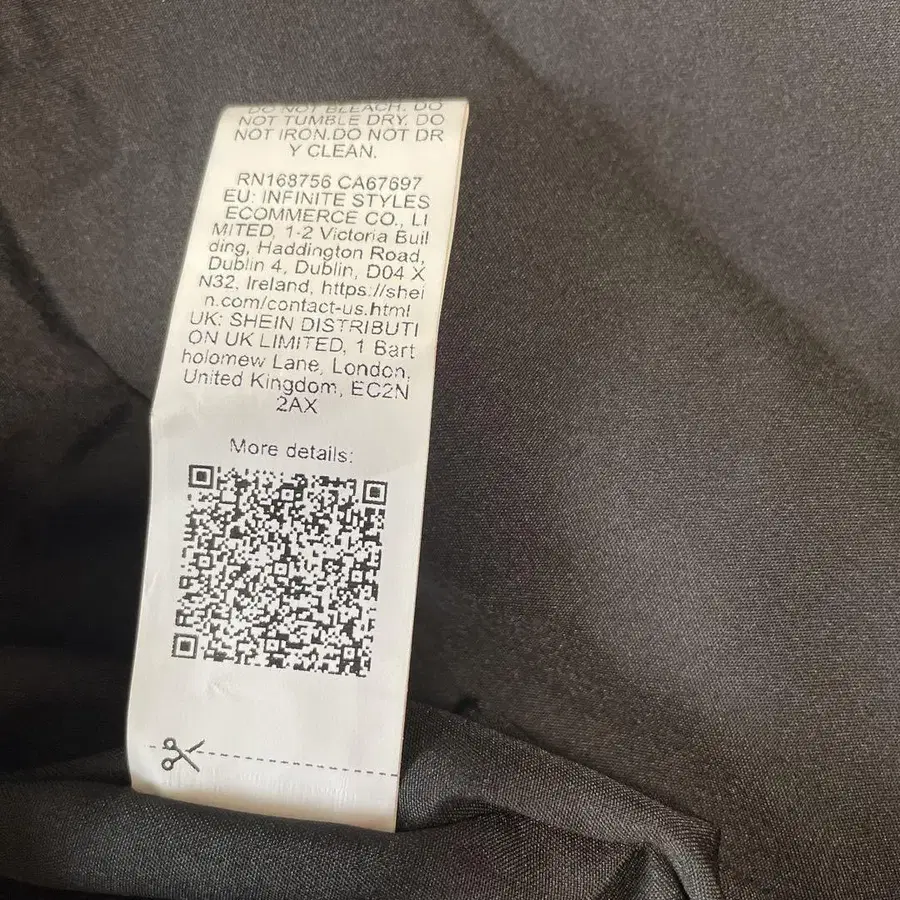 DO NOT BLEACH. DO
NOT TUMBLE DRY. DO
NOT IRON.DO NOT DR
Y CLEAN.
RN168756 CA67697
EU: INFINITE STYLES
ECOMMERCE CO., LI
MITED, 1-2 Victoria Buil
ding, Haddington Road,
Dublin 4, Dublin, D04 X
N32, Ireland, https://shei
n.com/contact-us.html
UK: SHEIN DISTRIBUTI
ON UK LIMITED, 1 Bart
holomew Lane, London,
United Kingdom, EC2N
2AX
More details: